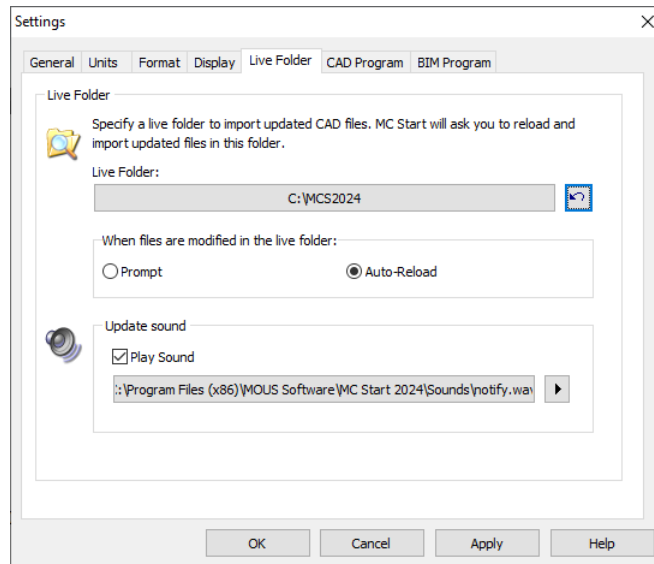 Settings
General Units Format Display Live Folder CAD Program BIM Program
Live Folder
Specify a live folder to import updated CAD files. MC Start will ask you to reload and
import updated files in this folder.
Live Folder:
C:\MCS2024
When files are modified in the live folder:
Prompt Auto-Reload
Update sound
Play Sound
:\Program Files (x86)\MOUS Software\MC Start 2024\Sounds\notify.wav
OK Cancel Apply Help